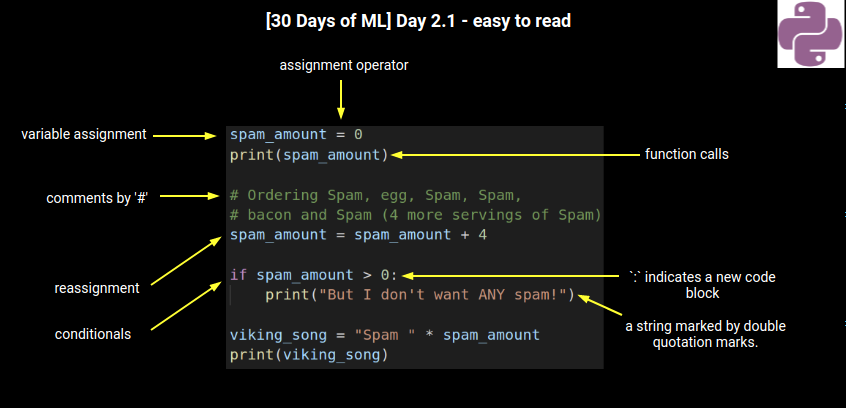 [30 Days of ML] Day 2.1 - easy to read
assignment operator
variable assignment
spam_amount = 0
print(spam_amount)
function calls
comments by '#'
# Ordering Spam, egg, Spam, Spam,
# bacon and Spam (4 more servings of Spam)
spam_amount = spam_amount + 4
reassignment
if spam_amount > 0:
`:` indicates a new code
block
print("But I don't want ANY spam!")
conditionals
a string marked by double
quotation marks.
viking_song = "Spam " * spam_amount
print(viking_song)